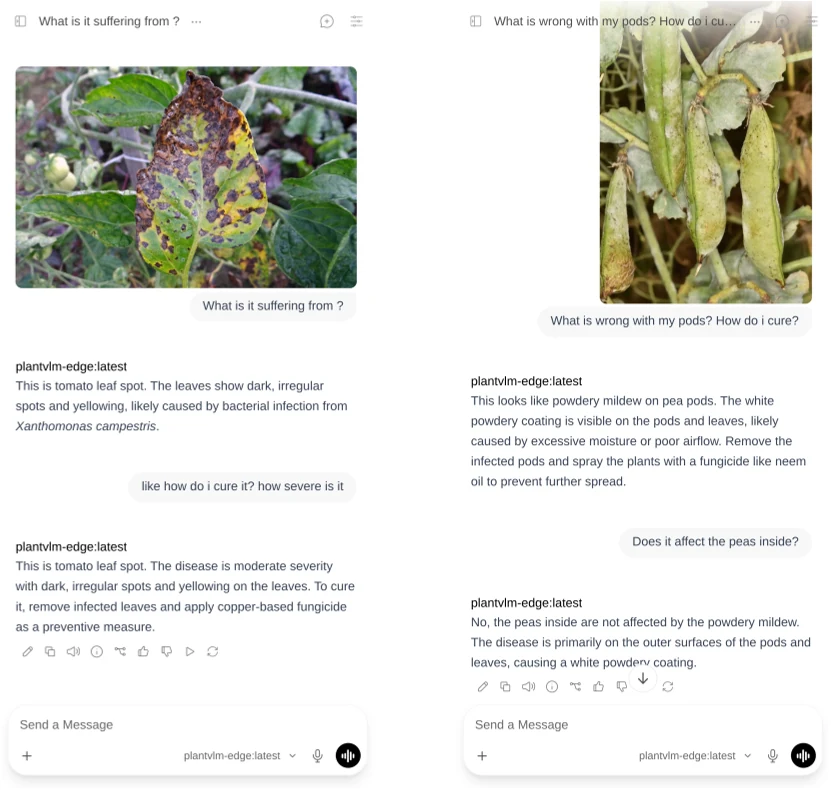 What is it suffering from ?
What is it suffering from ?
plantvlm-edge:latest
This is tomato leaf spot. The leaves show dark, irregular
spots and yellowing, likely caused by bacterial infection from
Xanthomonas campestris.
like how do i cure it? how severe is it
plantvlm-edge:latest
This is tomato leaf spot. The disease is moderate severity
with dark, irregular spots and yellowing on the leaves. To cure
it, remove infected leaves and apply copper-based fungicide
as a preventive measure.
Send a Message
plantvlm-edge:latest
What is wrong with my pods? How do i cu...
What is wrong with my pods? How do i cure?
plantvlm-edge:latest
This looks like powdery mildew on pea pods. The white
powdery coating is visible on the pods and leaves, likely
caused by excessive moisture or poor airflow. Remove the
infected pods and spray the plants with a fungicide like neem
oil to prevent further spread.
Does it affect the peas inside?
plantvlm-edge:latest
No, the peas inside are not affected by the powdery mildew.
The disease is primarily on the outer surfaces of the pods and
leaves, causing a white powdery coating.
Send a Message
plantvlm-edge:latest